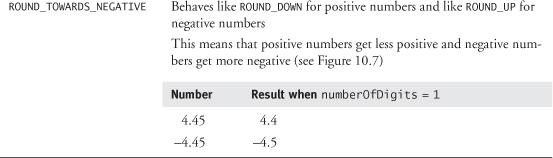 ROUND_TOWARDS_NEGATIVE Behaves like ROUND_DOWN for positive numbers and like ROUND_UP for
negative numbers
This means that positive numbers get less positive and negative num-
bers get more negative (see Figure 10.7)
Number Result when numberOfDigits = 1
4.45 4.4
–4.45 –4.5